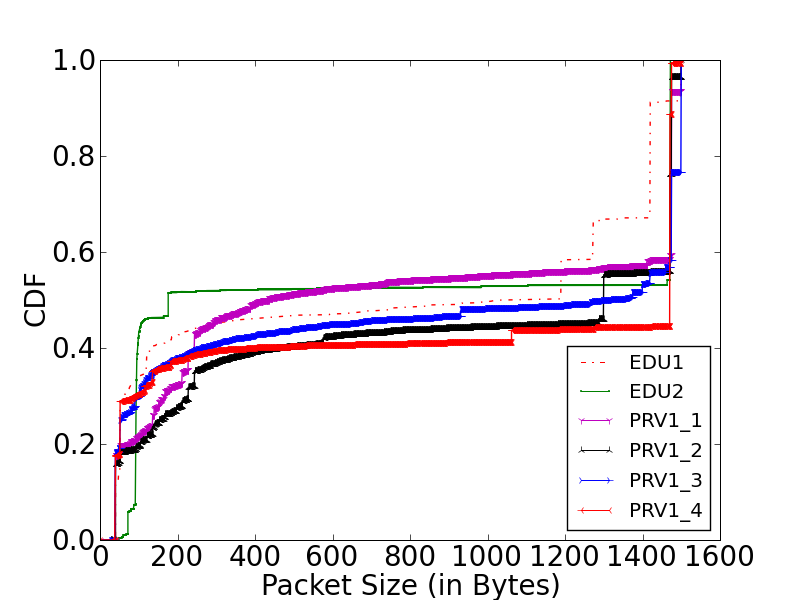 1.0
0.8
0.6
CDF
0.4
0.2
0.0
EDU1
EDU2
PRV1_1
PRV1_2
PRV1_3
PRV1_4
0 200 400 600 800 1000 1200 1400 1600
Packet Size (in Bytes)